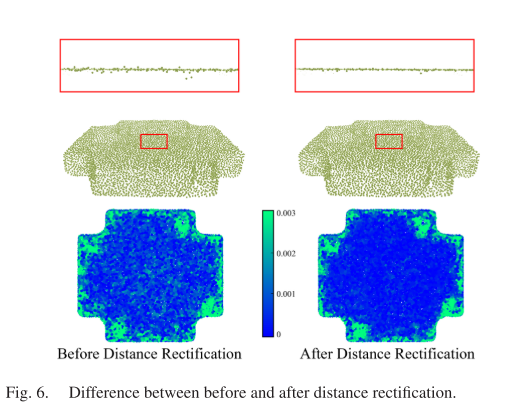 0.003
0.002
0.001
0
Before Distance Rectification
After Distance Rectification
Fig. 6. Difference between before and after distance rectification.